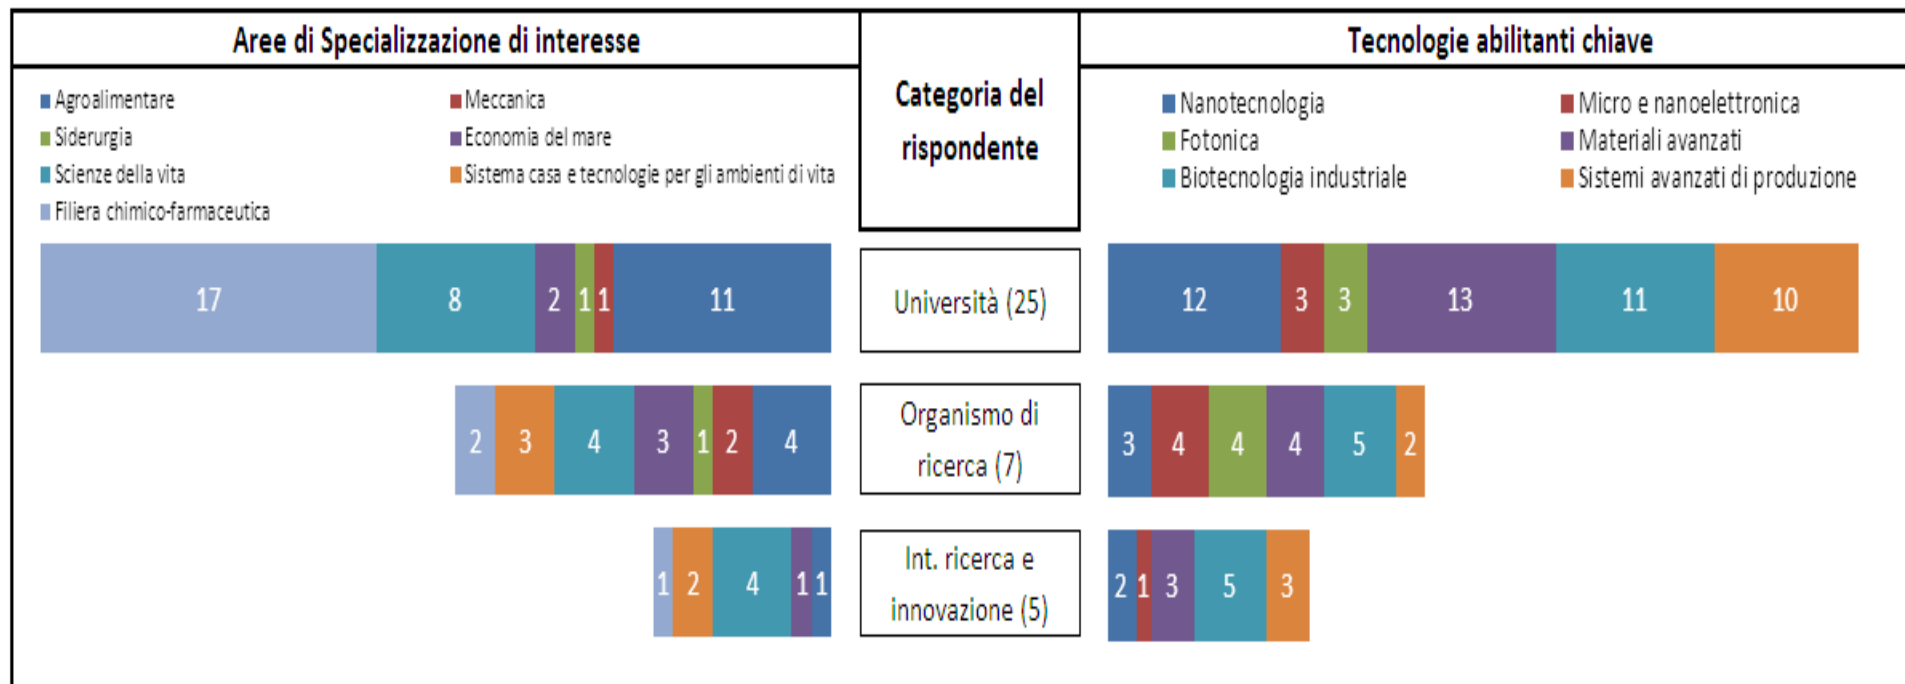 Aree di Specializzazione di interesse
Agroalimentare
Meccanica
Siderurgia
Economia del mare
Scienze della vita
Sistema casa e tecnologie per gli ambienti di vita
Filiera chimico-farmaceutica
Categoria del
rispondente
Tecnologie abilitanti chiave
Nanotecnologia
Micro e nanoelettronica
Fotonica
Materiali avanzati
Biotecnologia industriale
Sistemi avanzati di produzione
17 8 2 1 1 11
Università (25)
12 3 3 13 11 10
2 3 4 3 1 2 4
Organismo di
ricerca (7)
3 4 4 4 5 2
1 2 4 1 1
Int. ricerca e
innovazione (5)
2 1 3 5 3